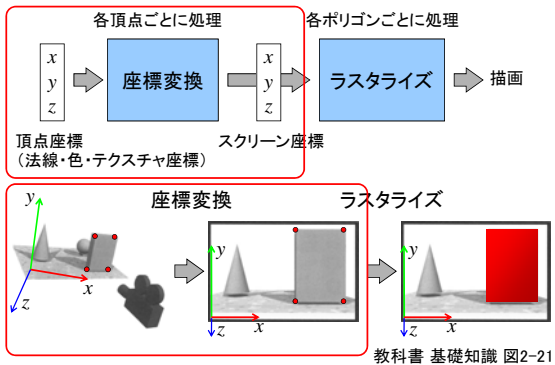 各頂点ごとに処理
各ポリゴンごとに処理
x
y
z
座標変換
x
y
z
ラスタライズ
描画
頂点座標
（法線・色・テクスチャ座標）
スクリーン座標
座標変換
ラスタライズ
y
x
z
y
x
z
y
x
z
教科書 基礎知識 図2-21